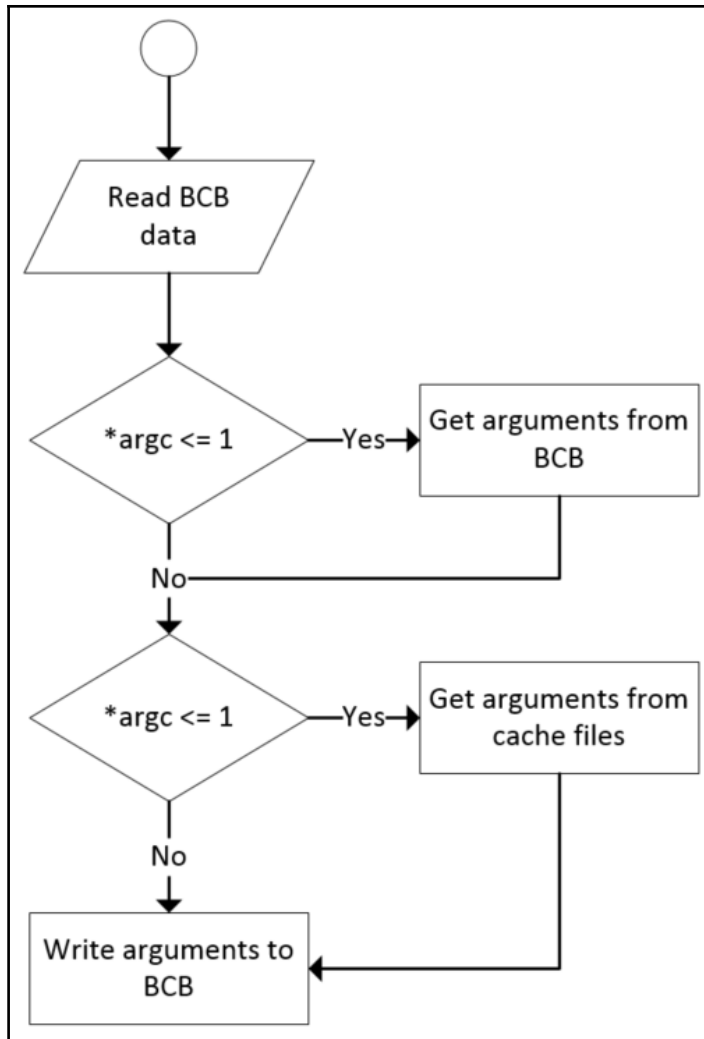 Read BCB
data
*argc <= 1
Yes
Get arguments from
BCB
No
*argc <= 1
Yes
Get arguments from
cache files
No
Write arguments to
BCB